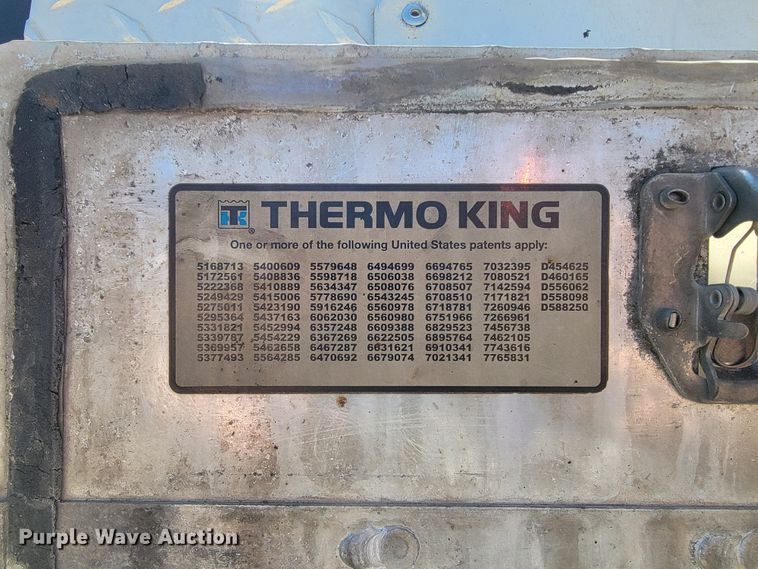 TK ® THERMO KING
One or more of the following United States patents apply:
5168713 5400609 5579648 6494699 6694765 7032395 D454625
5172561 5408836 5598718 6506038 6698212 7080521 D460165
5222368 5410889 5634347 6508076 6708507 7142594 D556062
5249429 5415006 5778690 6543245 6708510 7171821 D558098
5275011 5423190 5916246 6560978 6718781 7260946 D588250
5295364 5437163 6062030 6560980 6751966 7266961
5331821 5452994 6357248 6609388 6829523 7456738
5339787 5454229 6367269 6622505 6895764 7462105
5369957 5462658 6467287 6631621 6910341 7743616
5377493 5564285 6470692 6679074 7021341 7765831
Purple Wave Auction